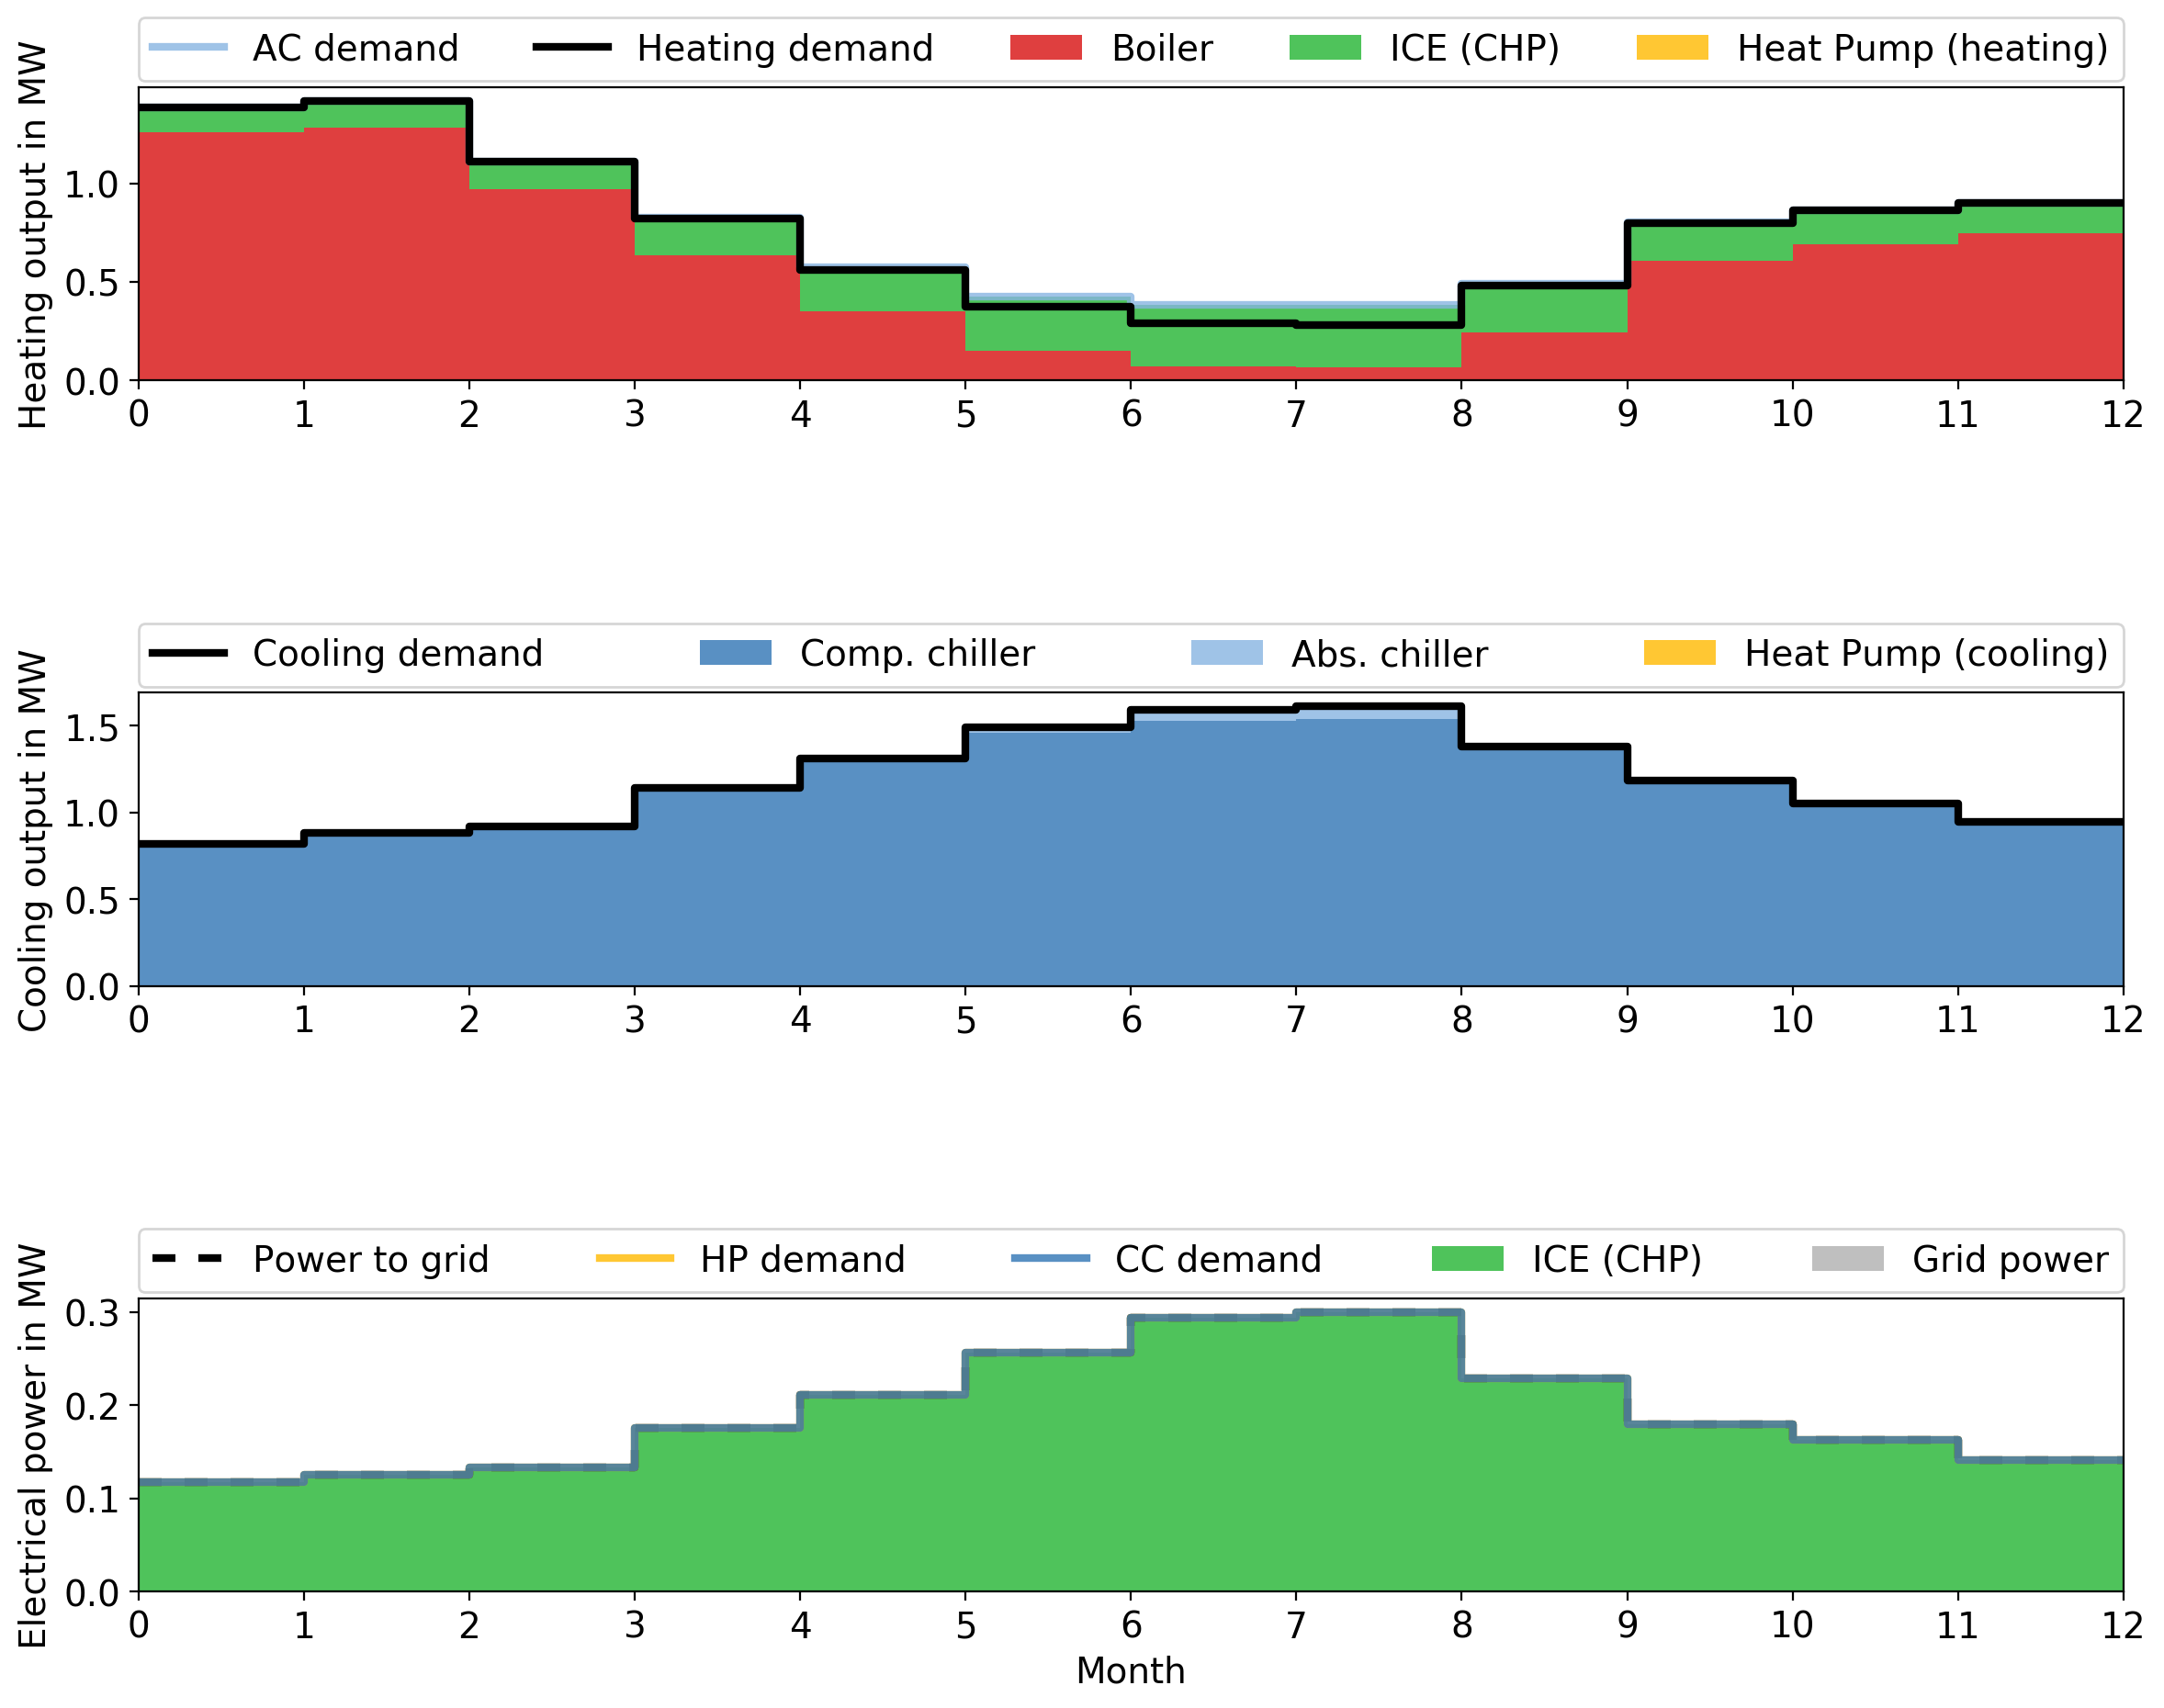 AC demand Heating demand Boiler ICE (CHP) Heat Pump (heating)
Heating output in MW
1.0
0.5
0.0
0 1 2 3 4 5 6 7 8 9 10 11 12
Cooling demand Comp. chiller Abs. chiller Heat Pump (cooling)
Cooling output in MW
1.5
1.0
0.5
0.0
0 1 2 3 4 5 6 7 8 9 10 11 12
Power to grid HP demand CC demand ICE (CHP) Grid power
Electrical power in MW
0.3
0.2
0.1
0.0
0 1 2 3 4 5 6 7 8 9 10 11 12
Month